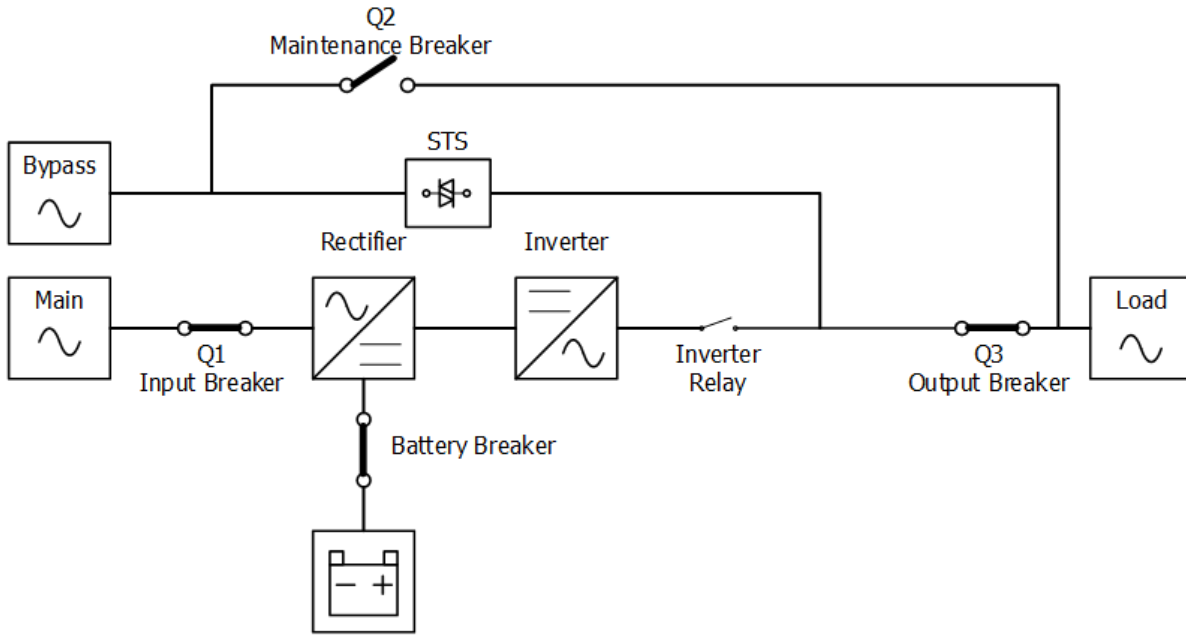 Q2
Maintenance Breaker
STS
Bypass
Rectifier
Inverter
Main
Load
Q1
Input Breaker
Inverter
Relay
Q3
Output Breaker
Battery Breaker